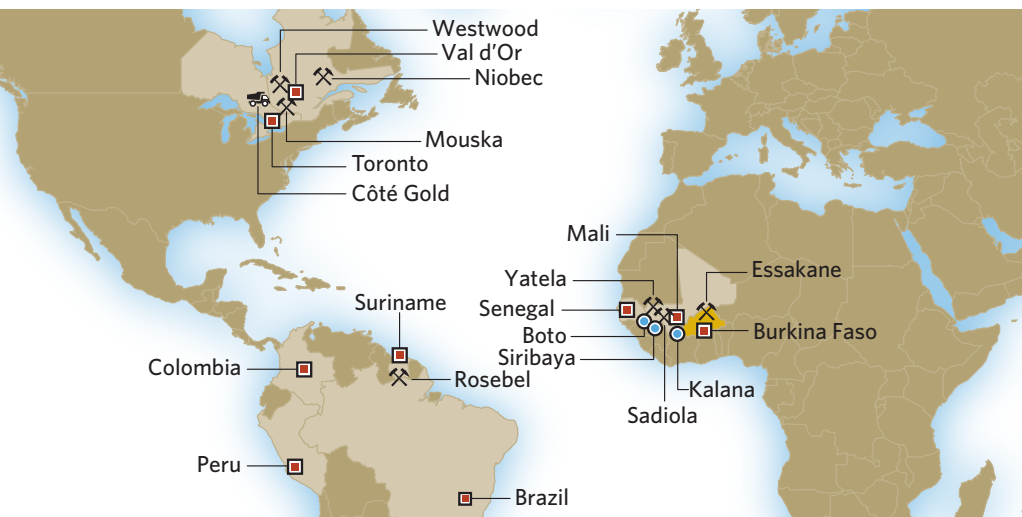 Westwood
Val d’Or
Niobec
Mouska
Toronto
Côté Gold
Mali
Yatela
Essakane
Senegal
Suriname
Boto
Burkina Faso
Siribaya
Colombia
Rosebel
Kalana
Sadiola
Peru
Brazil